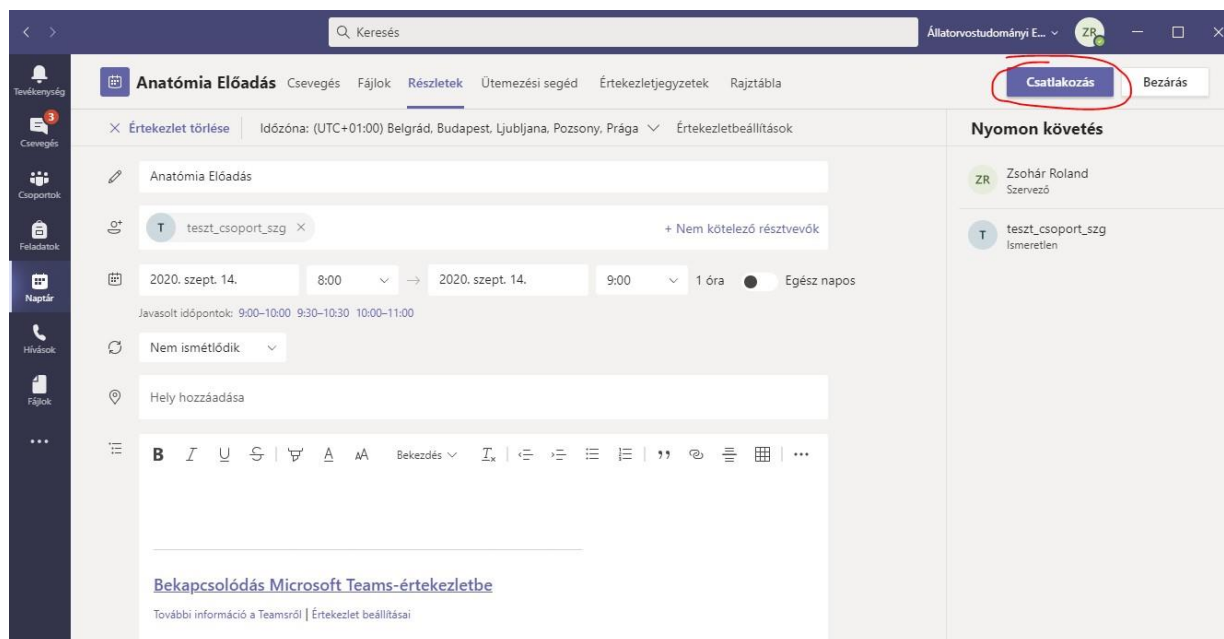 Keresés
Állatorvostudományi E...
ZR
Tevékenység
3
Csevegés
Csoportok
Feladatok
Naptár
Hívások
Fájlok
Anatómia Előadás Csevegés Fájlok Részletek Ütemezési segéd Értekezletjegyzetek Rajztábla
Csatlakozás Bezárás
Értekezlet törlése Időzóna: (UTC+01:00) Belgrád, Budapest, Ljubljana, Pozsony, Prága Értekezletbeállítások
Anatómia Előadás
T teszt_csoport_szg + Nem kötelező résztvevők
2020. szept. 14. 8:00 → 2020. szept. 14. 9:00 1 óra Egész napos
Javasolt időpontok: 9:00–10:00 9:30–10:30 10:00–11:00
Nem ismétlődik
Hely hozzáadása
B I U S A AA Bekezdés Tx
Bekapcsolódás Microsoft Teams-értekezletbe
További információ a Teamsről | Értekezlet beállításai
Nyomon követés
ZR Zsohár Roland
Szervező
T teszt_csoport_szg
Ismeretlen